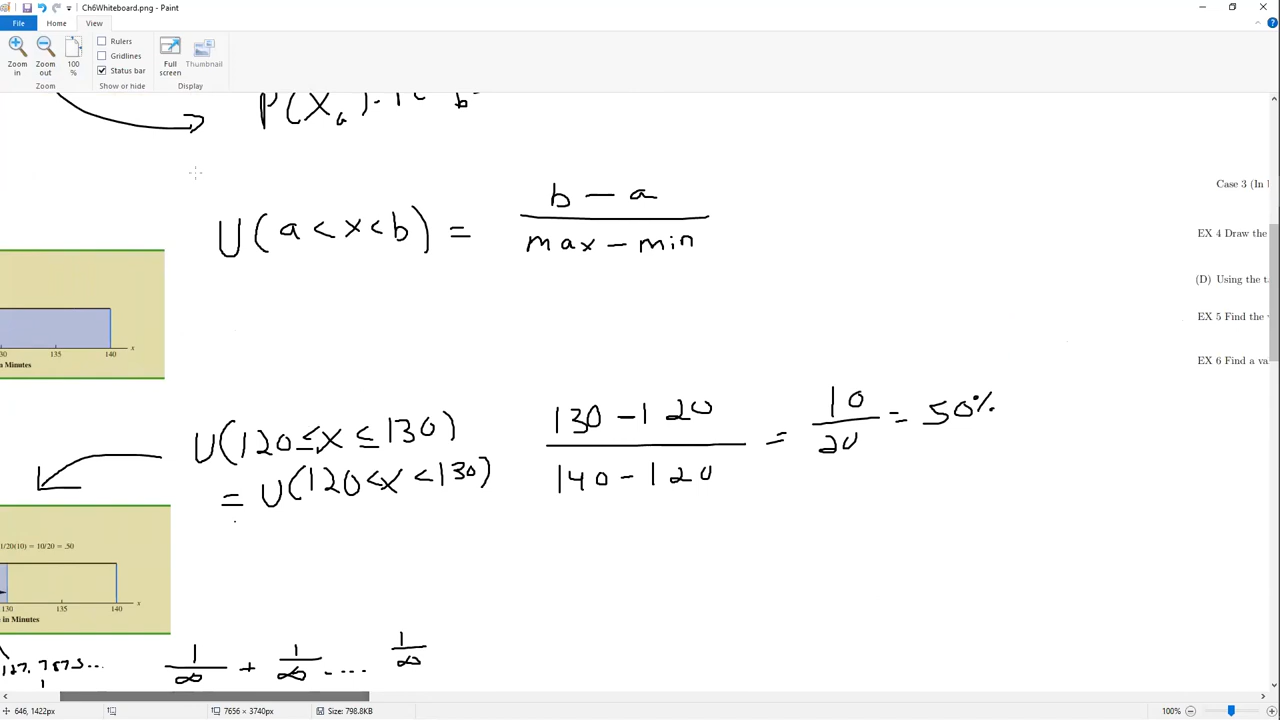 Ch6Whiteboard.png - Paint
File Home View
Zoom in
Zoom out
100 %
Rulers
Gridlines
Status bar
Full screen
Thumbnail
Zoom
Show or hide
Display
P(X
U(a<x<b) = b - a / max - min
Case 3 (In
EX 4 Draw the
(D) Using the t
EX 5 Find the
EX 6 Find a va
30 135 140 x
in Minutes
U(120≤x≤130) 130-120 / 140-120 = 10/20 = 50%
= U(120<x<130)
1/20(10) = 10/20 = .50
130 135 140 x
e in Minutes
1/∞ + 1/∞ .... 1/∞
646, 1422px
7656 × 3740px
Size: 798.8KB
100%